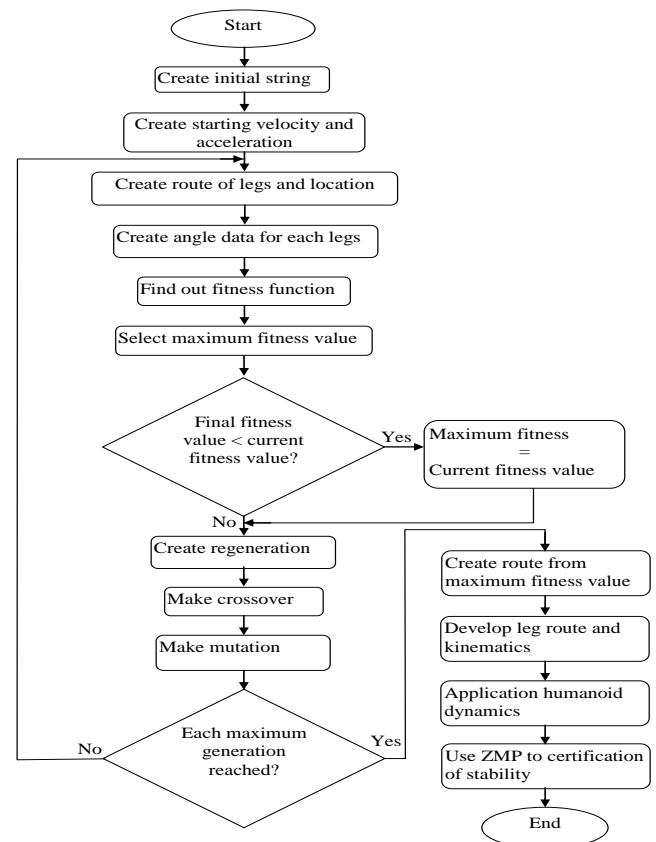 Start
Create initial string
Create starting velocity and
acceleration
Create route of legs and location
Create angle data for each legs
Find out fitness function
Select maximum fitness value
Final fitness
value < current
fitness value?
Yes
Maximum fitness
=
Current fitness value
No
Create regeneration
Make crossover
Make mutation
Each maximum
generation
reached?
No
Yes
Create route from
maximum fitness value
Develop leg route and
kinematics
Application humanoid
dynamics
Use ZMP to certification
of stability
End